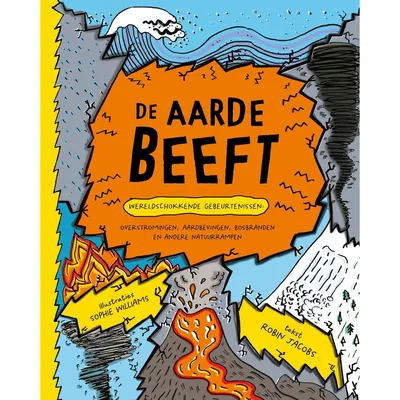 DE AARDE
BEEFT
WERELDSCHOKKENDE GEBEURTENISSEN:
OVERSTROMINGEN, AARDBEVINGEN, BOSBRANDEN
EN ANDERE NATUURRAMPEN
Illustraties
SOPHIE WILLIAMS
tekst
ROBIN JACOBS